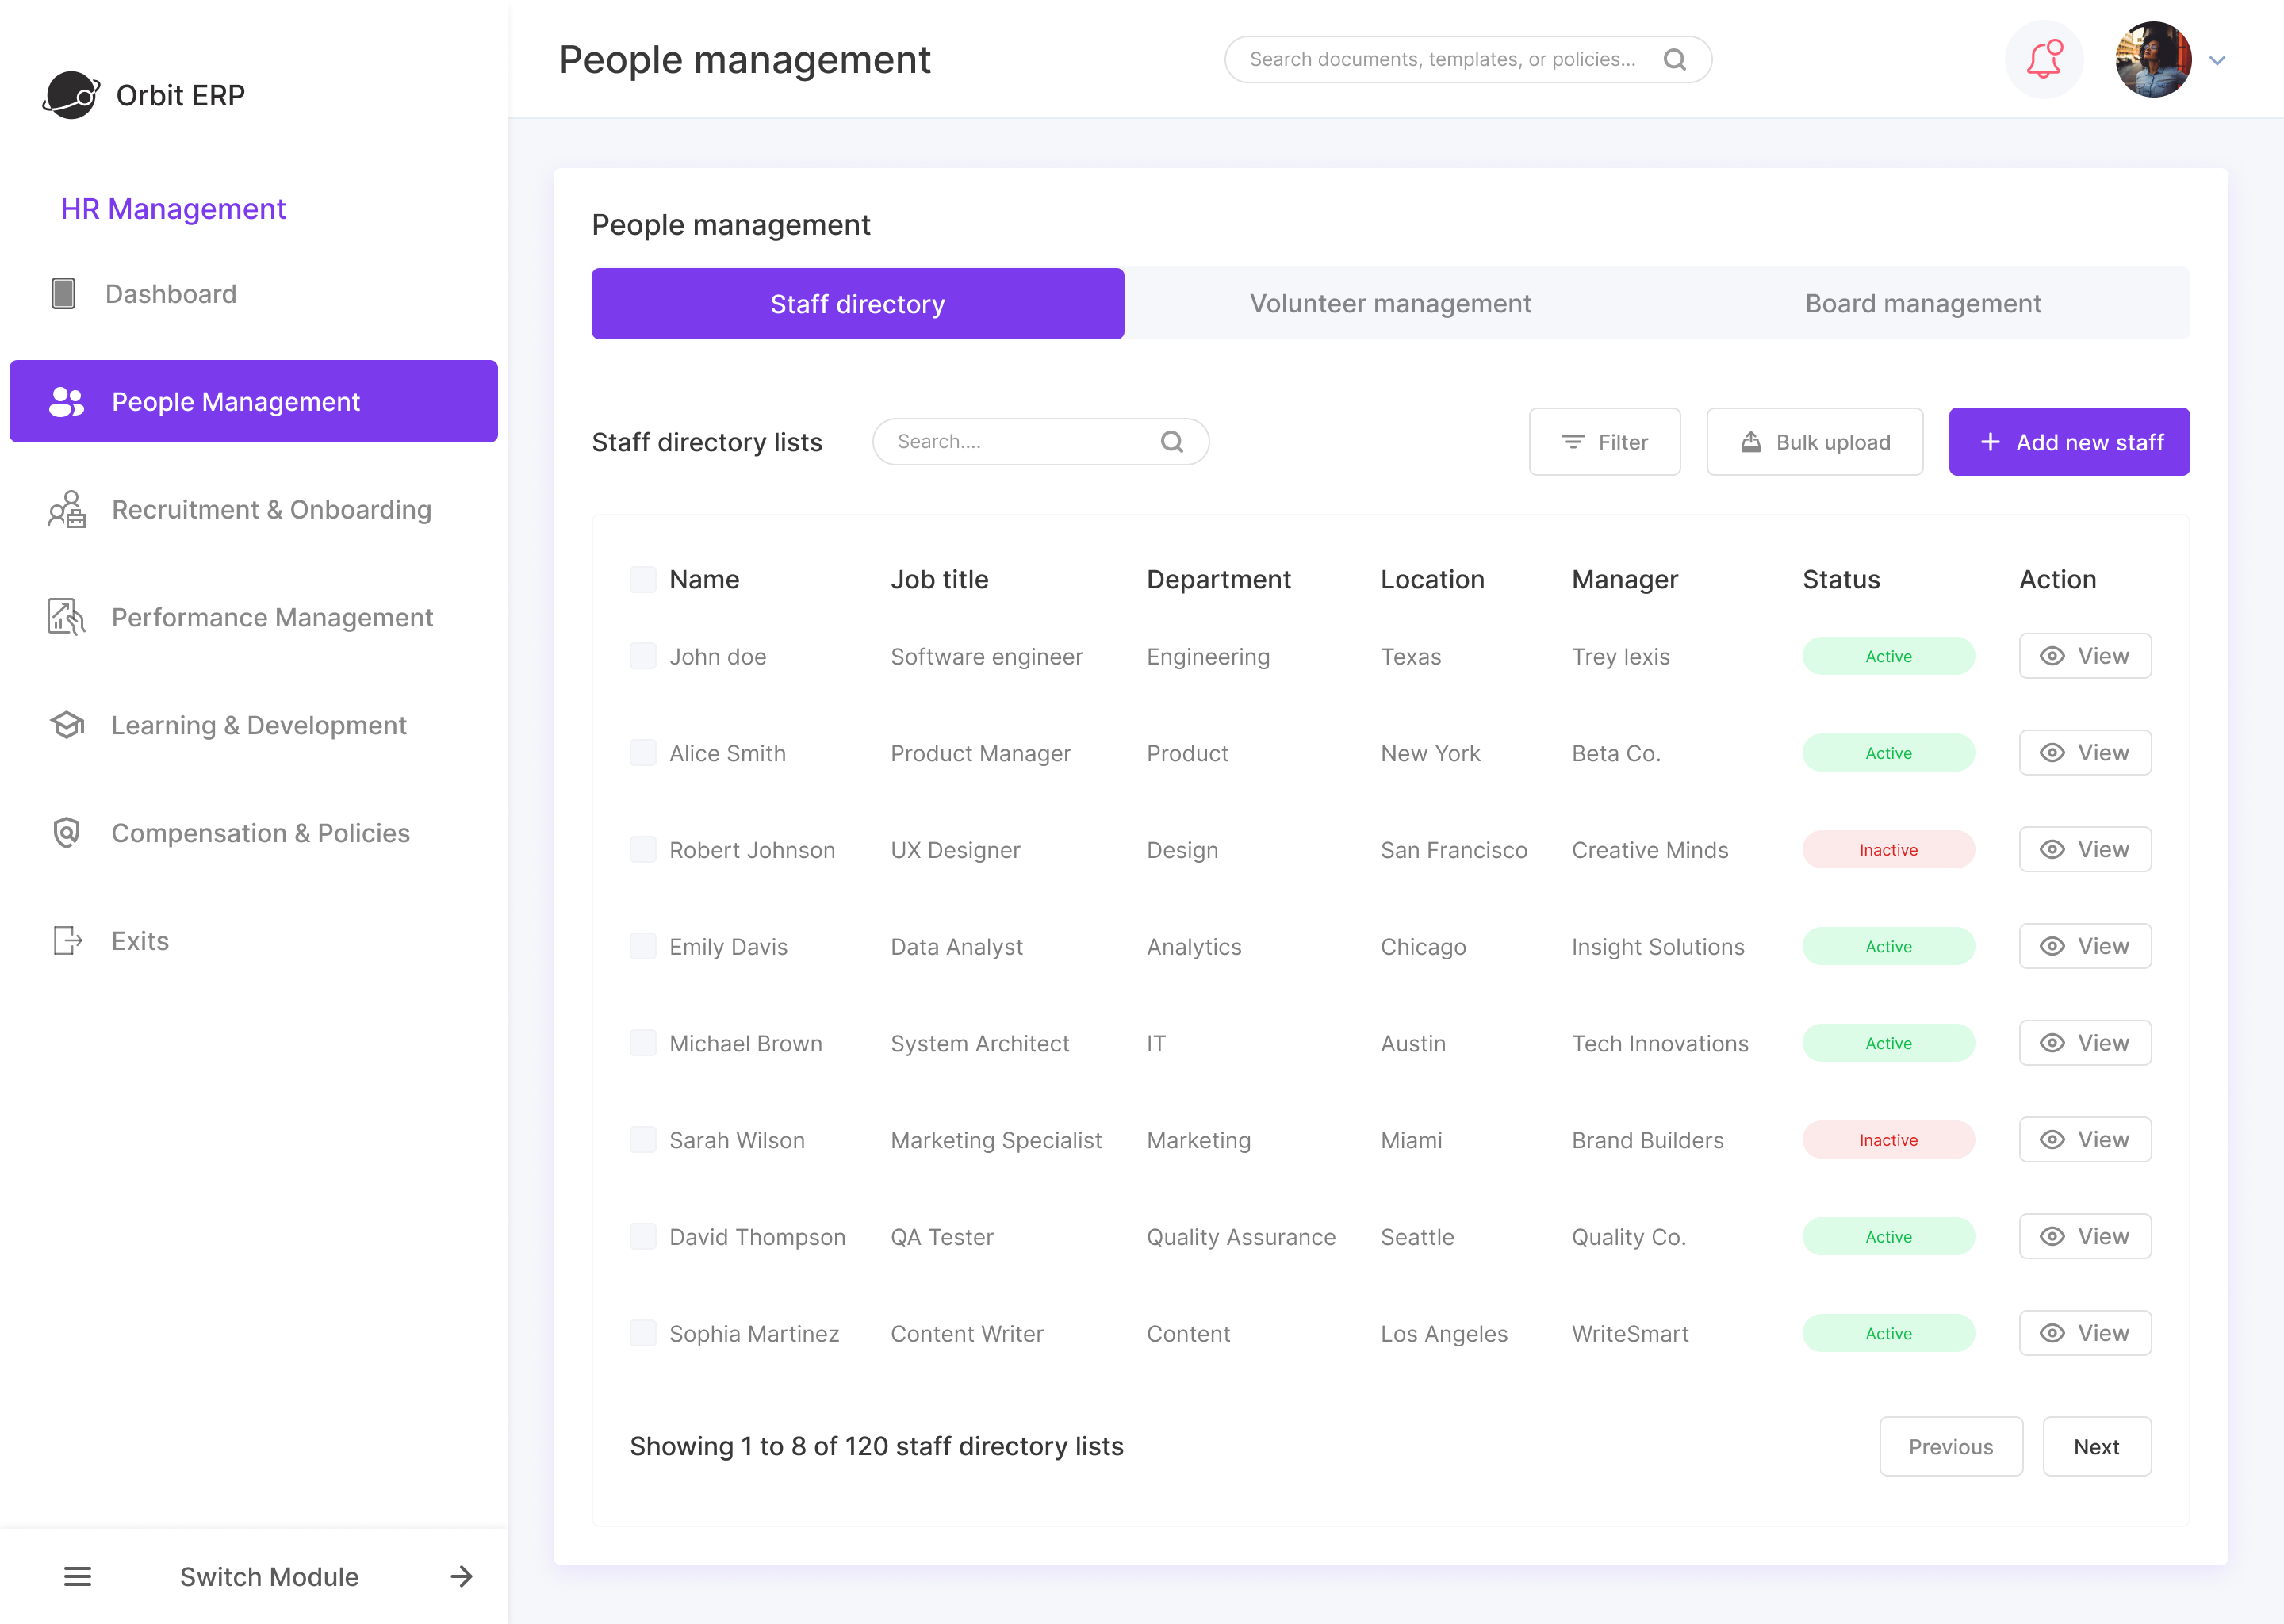 Orbit ERP
People management
Search documents, templates, or policies...
HR Management
Dashboard
People Management
Recruitment & Onboarding
Performance Management
Learning & Development
Compensation & Policies
Exits
Switch Module
People management
Staff directory Volunteer management Board management
Staff directory lists Search.... Filter Bulk upload Add new staff
Name Job title Department Location Manager Status Action
John doe Software engineer Engineering Texas Trey lexis Active View
Alice Smith Product Manager Product New York Beta Co. Active View
Robert Johnson UX Designer Design San Francisco Creative Minds Inactive View
Emily Davis Data Analyst Analytics Chicago Insight Solutions Active View
Michael Brown System Architect IT Austin Tech Innovations Active View
Sarah Wilson Marketing Specialist Marketing Miami Brand Builders Inactive View
David Thompson QA Tester Quality Assurance Seattle Quality Co. Active View
Sophia Martinez Content Writer Content Los Angeles WriteSmart Active View
Showing 1 to 8 of 120 staff directory lists Previous Next